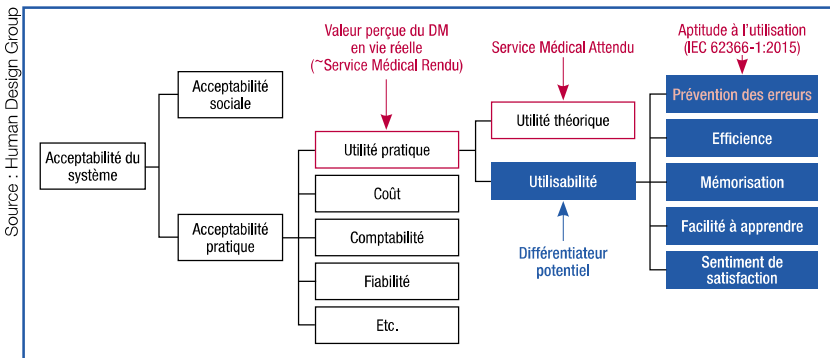 Source : Human Design Group
Acceptabilité du
système
Acceptabilité
sociale
Acceptabilité
pratique
Valeur perçue du DM
en vie réelle
(~Service Médical Rendu)
Utilité pratique
Coût
Comptabilité
Fiabilité
Etc.
Service Médical Attendu
Utilité théorique
Utilisabilité
Différentiateur
potentiel
Aptitude à l’utilisation
(IEC 62366-1:2015)
Prévention des erreurs
Efficience
Mémorisation
Facilité à apprendre
Sentiment de
satisfaction